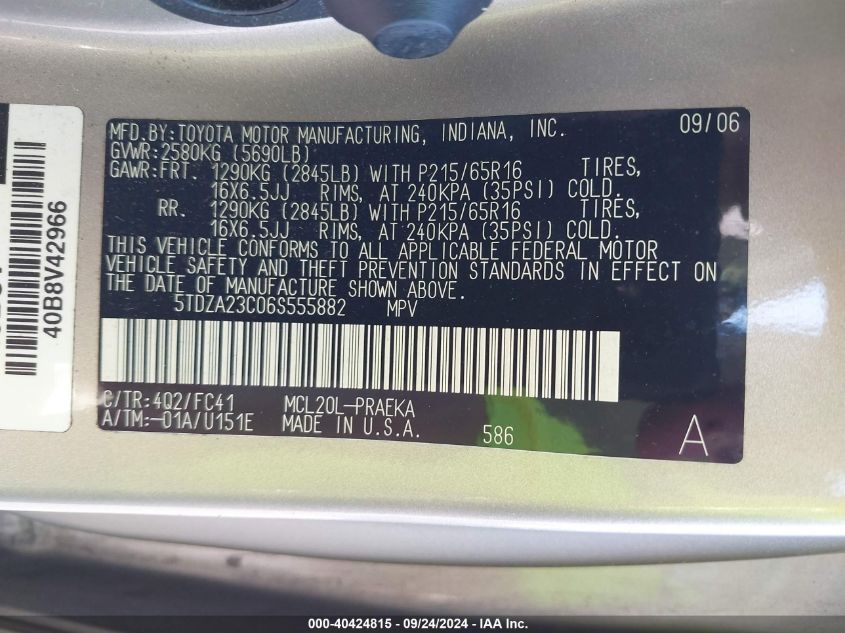 MFD.BY:TOYOTA MOTOR MANUFACTURING, INDIANA, INC. 09/06
GVWR:2580KG (5690LB)
GAWR:FRT. 1290KG (2845LB) WITH P215/65R16 TIRES,
16X6.5JJ RIMS, AT 240KPA (35PSI) COLD.
RR. 1290KG (2845LB) WITH P215/65R16 TIRES,
16X6.5JJ RIMS, AT 240KPA (35PSI) COLD.
THIS VEHICLE CONFORMS TO ALL APPLICABLE FEDERAL MOTOR
VEHICLE SAFETY AND THEFT PREVENTION STANDARDS IN EFFECT ON
THE DATE OF MANUFACTURE SHOWN ABOVE.
5TDZA23C06S555882 MPV
C/TR:402/FC41 MCL20L-PRAEKA
A/TM:-01A/U151E MADE IN U.S.A. 586 A
40B8V42966
000-40424815 - 09/24/2024 - IAA Inc.